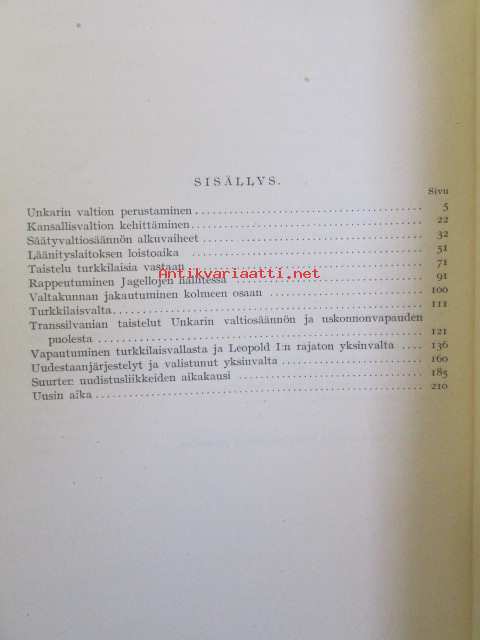 SISÄLLYS.
Sivu
Unkarin valtion perustaminen 5
Kansallisvaltion kehittäminen 22
Säätyvaltiosäännön alkuvaiheet 32
Läänityslaitoksen loistoaika 51
Taistelu turkkilaisia vastaan 71
Antikvariaatti.net
Rappeutuminen Jagellojen hallitessa 91
Valtakunnan jakautuminen kolmeen osaan 100
Turkkilaisvalta 111
Transsilvanian taistelut Unkarin valtiosäännön ja uskonnonvapauden
puolesta 121
Vapautuminen turkkilaisvallasta ja Leopold I:n rajaton yksinvalta 136
Uudestaanjärjestelyt ja valistunut yksinvalta 160
Suurten uudistusliikkeiden aikakausi 185
Uusin aika 210